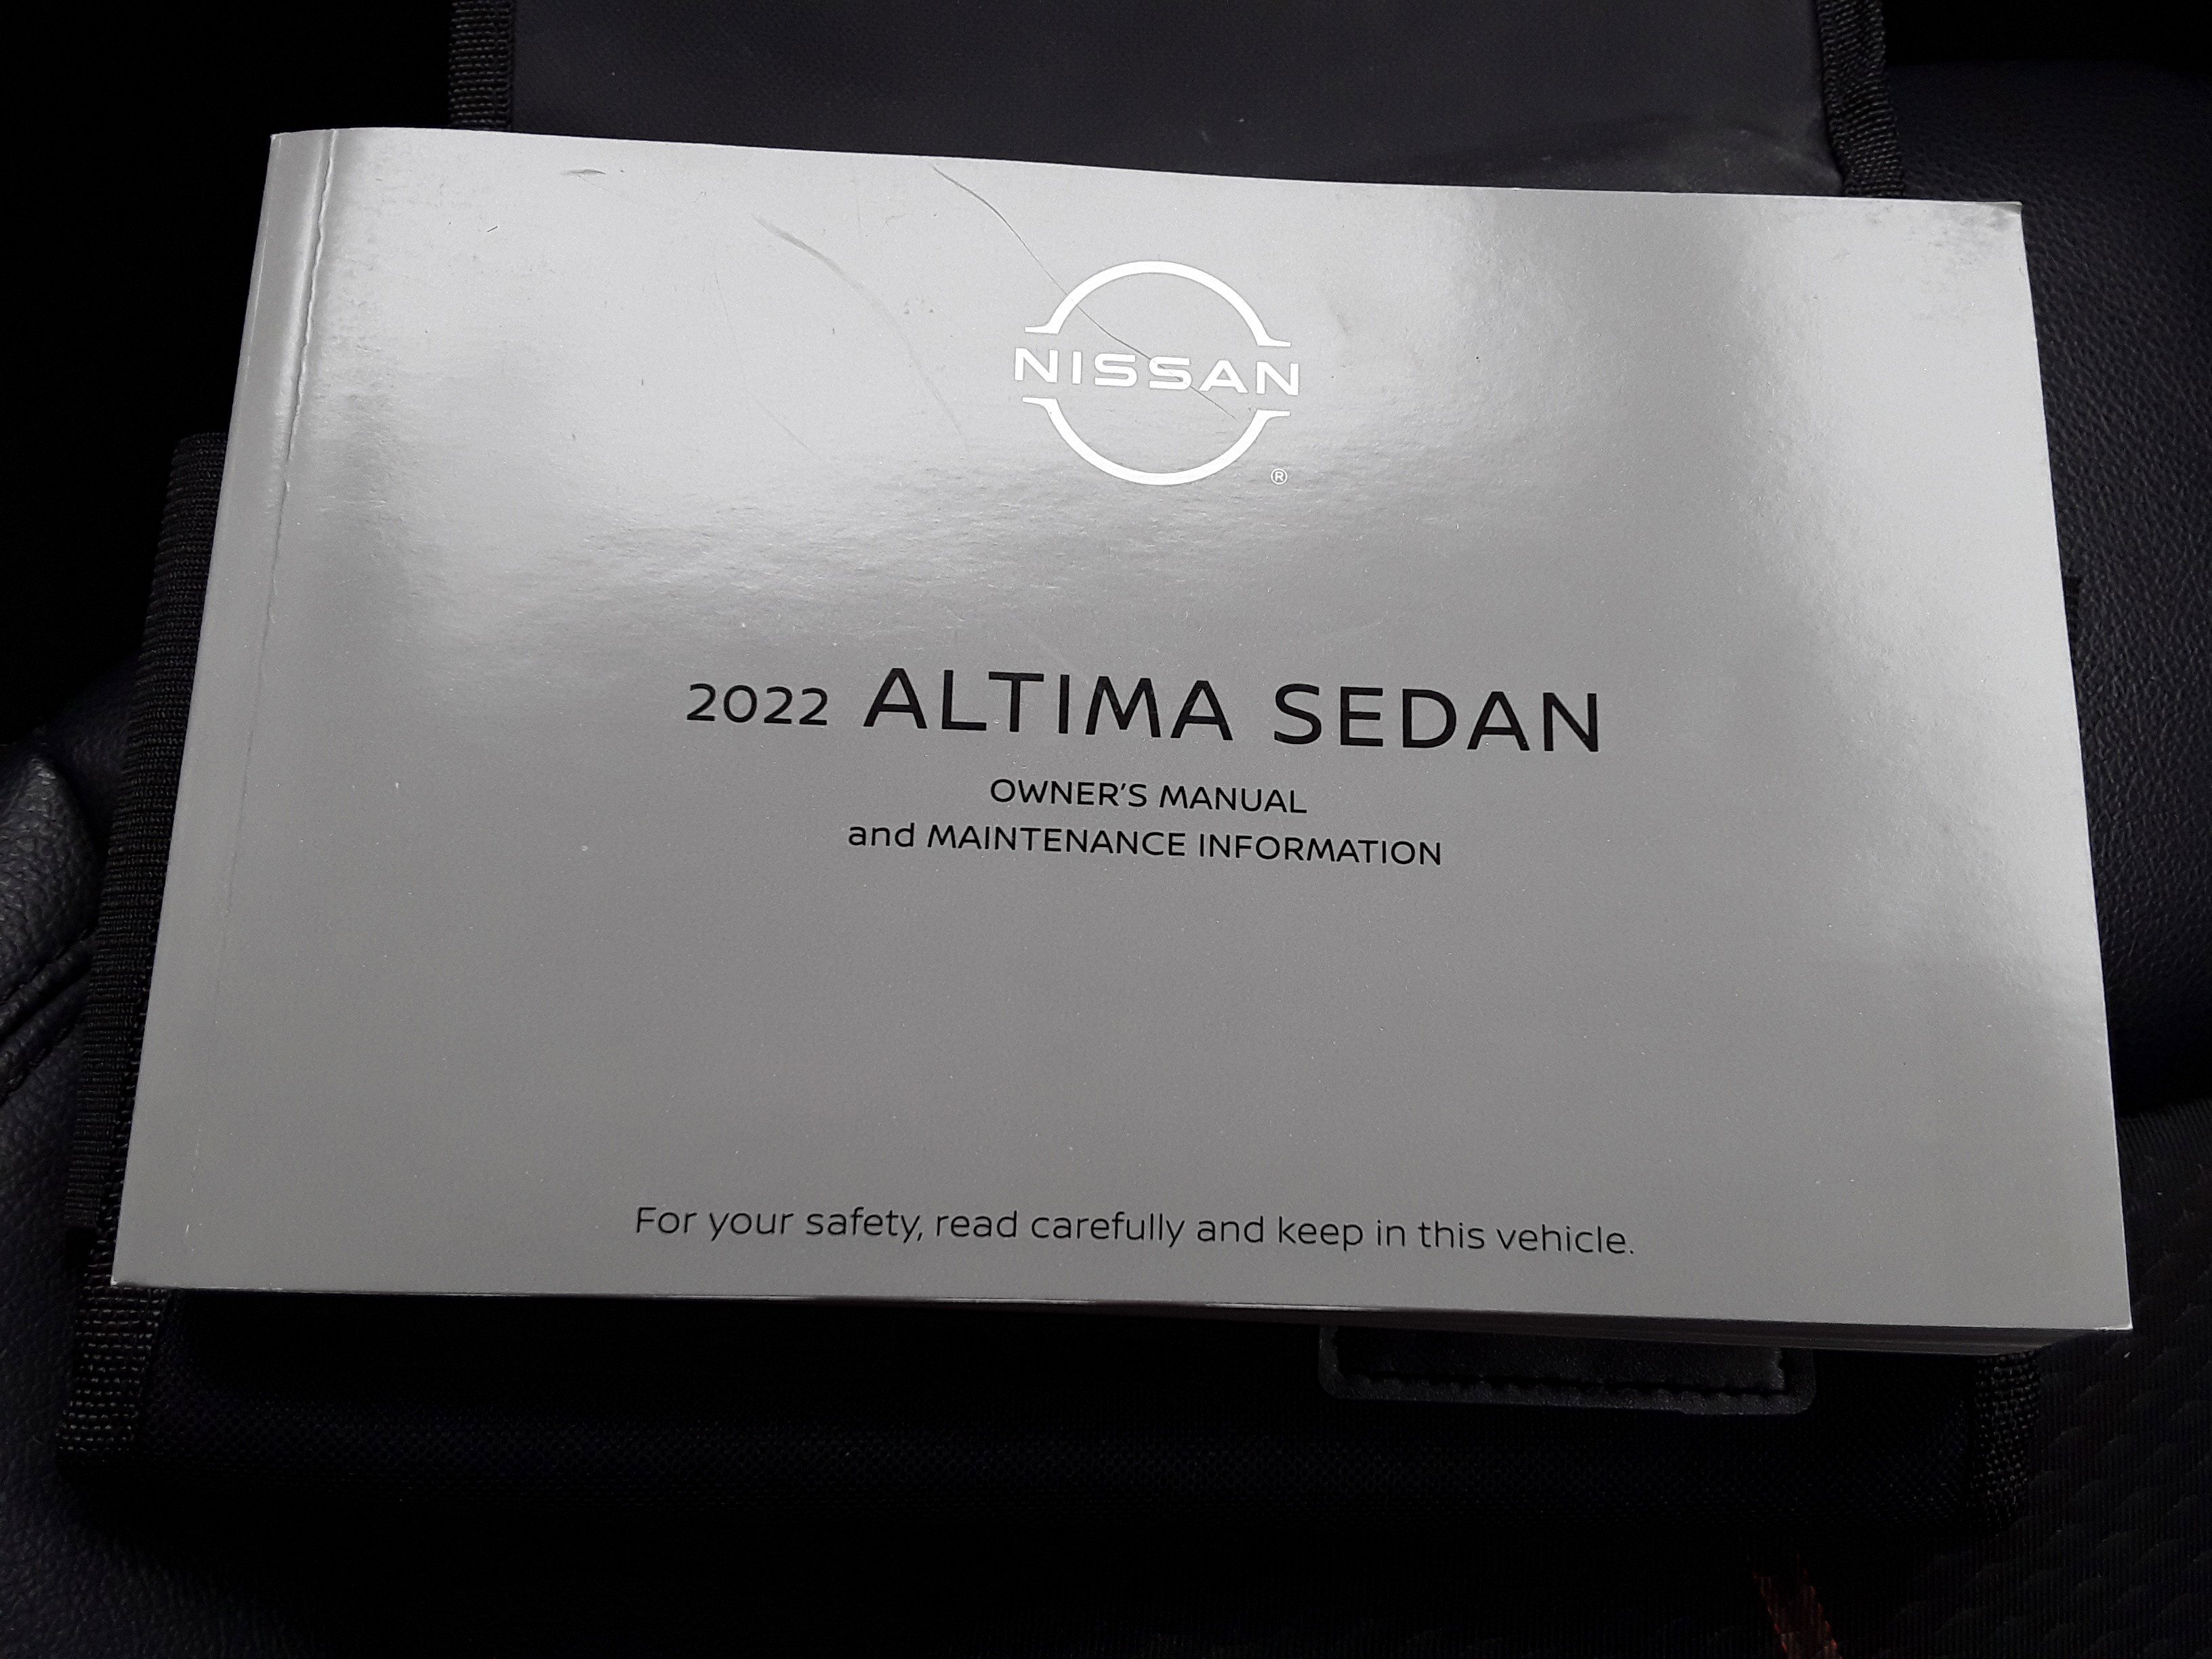 NISSAN
®
2022 ALTIMA SEDAN
OWNER'S MANUAL
and MAINTENANCE INFORMATION
For your safety, read carefully and keep in this vehicle.